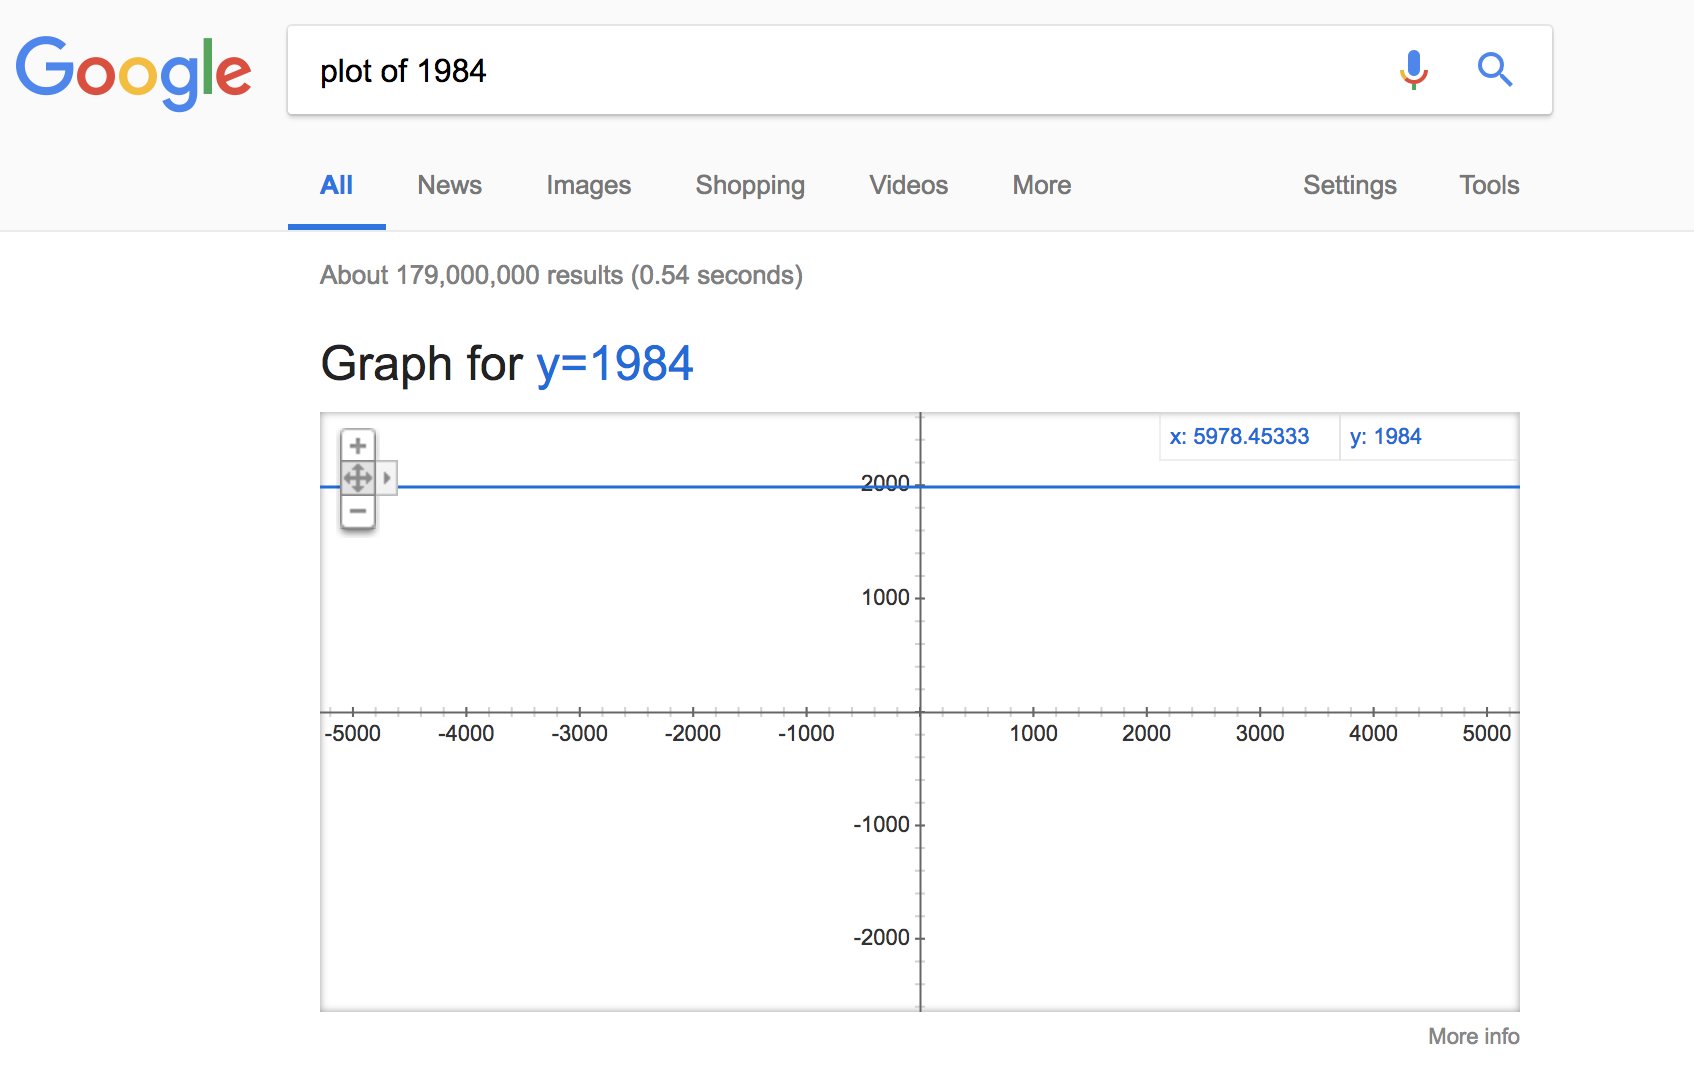 Google
plot of 1984
All News Images Shopping Videos More Settings Tools
About 179,000,000 results (0.54 seconds)
Graph for y=1984
x: 5978.45333 y: 1984
2000
1000
-5000 -4000 -3000 -2000 -1000 1000 2000 3000 4000 5000
-1000
-2000
More info